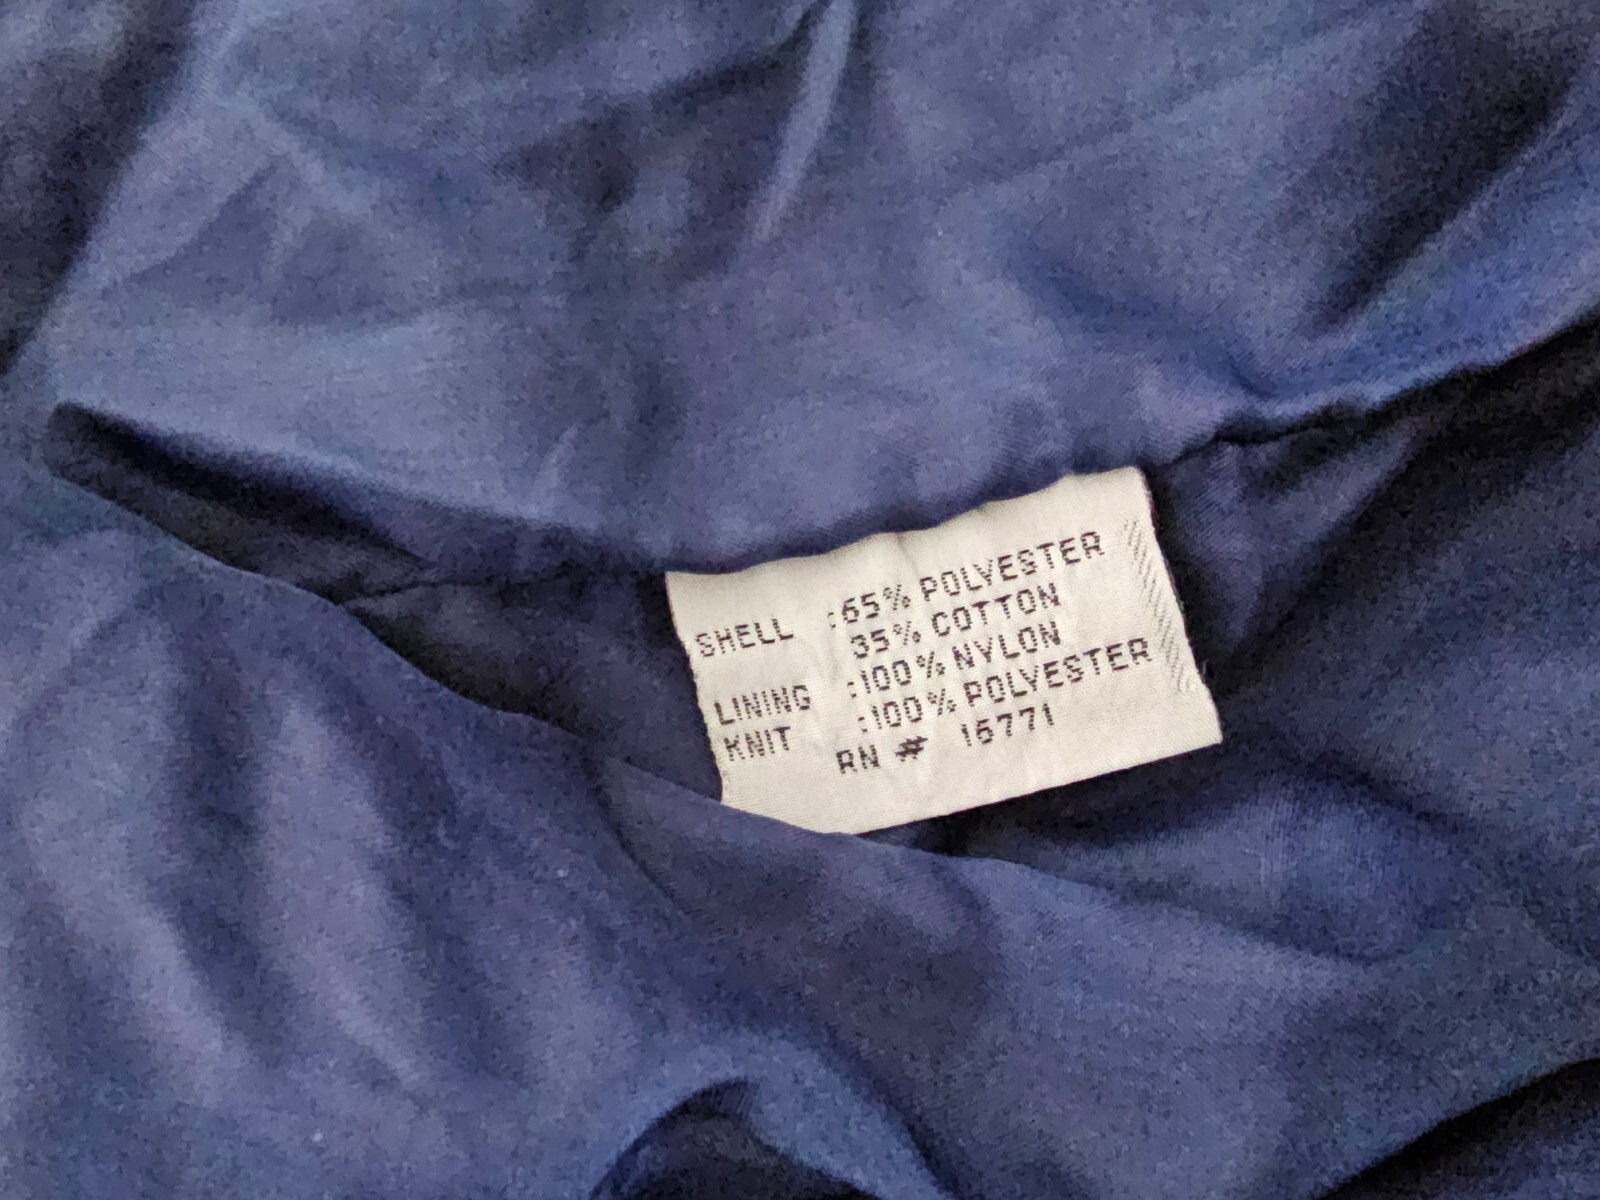 SHELL :65% POLYESTER
35% COTTON
LINING :100% NYLON
KNIT :100% POLYESTER
RN # 16771